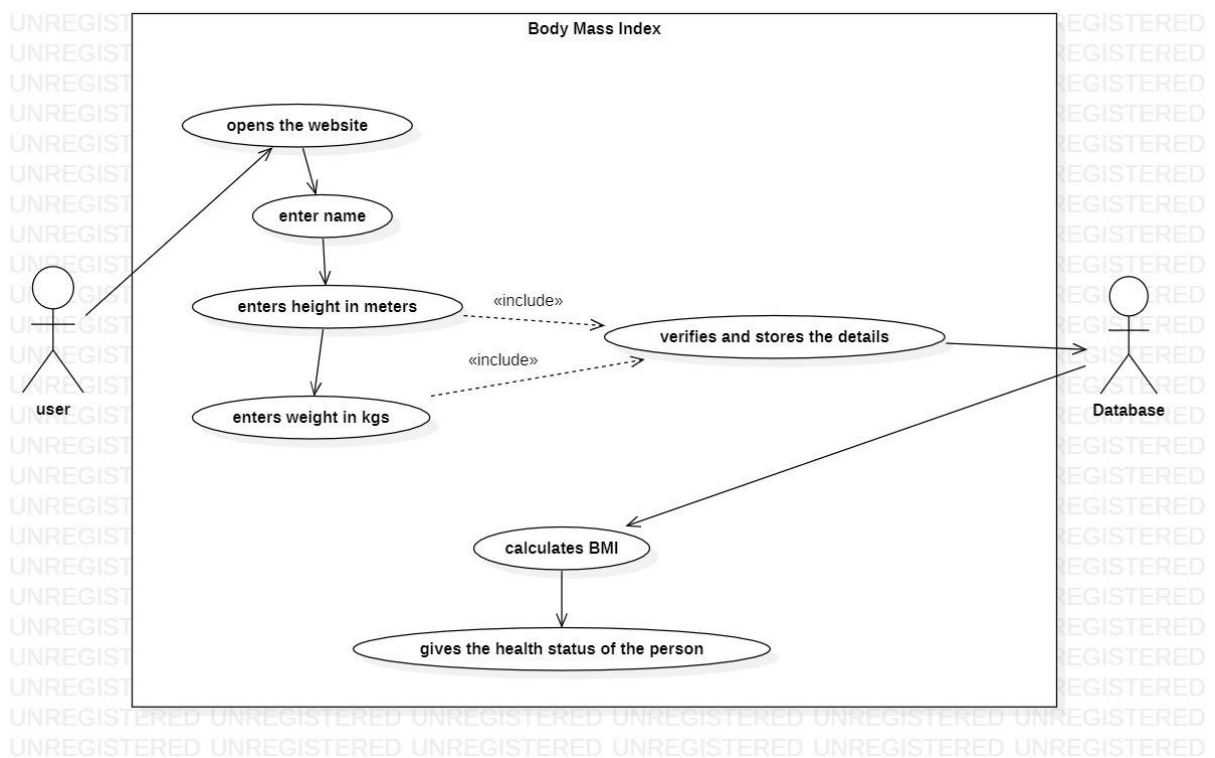 Body Mass Index
opens the website
enter name
enters height in meters
«include»
verifies and stores the details
«include»
enters weight in kgs
user
Database
calculates BMI
gives the health status of the person
UNREGISTERED UNREGISTERED UNREGISTERED UNREGISTERED UNREGISTERED UNREGISTERED
UNREGISTERED UNREGISTERED UNREGISTERED UNREGISTERED UNREGISTERED UNREGISTERED